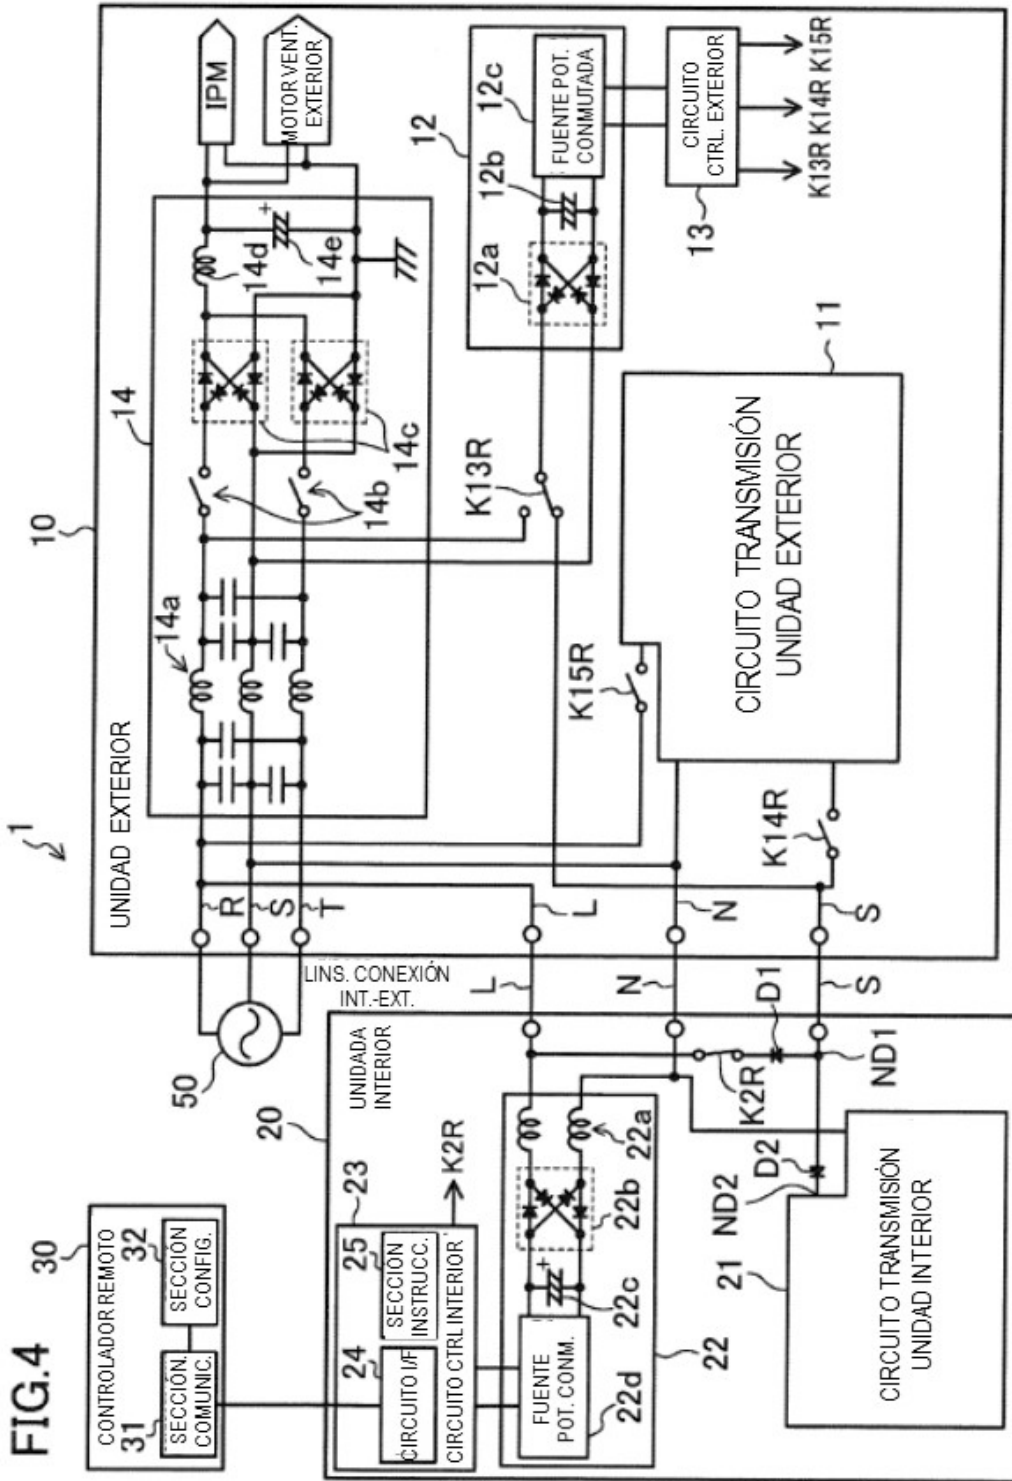 FIG.4
1
10
UNIDAD EXTERIOR
14
14a
14b
14c
14d
14e
IPM
MOTOR VENT.
EXTERIOR
12
12a
12b
12c
FUENTE POT.
CONMUTADA
13
CIRCUITO
CTRL. EXTERIOR
K13R
K14R
K15R
K13R
K15R
K14R
11
CIRCUITO TRANSMISIÓN
UNIDAD EXTERIOR
R
S
T
L
N
S
50
LINS. CONEXIÓN
INT.-EXT.
L
N
S
20
UNIDADA
INTERIOR
30
CONTROLADOR REMOTO
31
SECCIÓN.
COMUNIC.
32
SECCIÓN
CONFIG.
23
24
CIRCUITO I/F
25
SECCIÓN
INSTRUCC.
CIRCUITO CTRL INTERIOR
K2R
22
22a
22b
22c
22d
FUENTE
POT. CONM.
K2R
D1
ND1
D2
ND2
21
CIRCUITO TRANSMISIÓN
UNIDAD INTERIOR
+
+